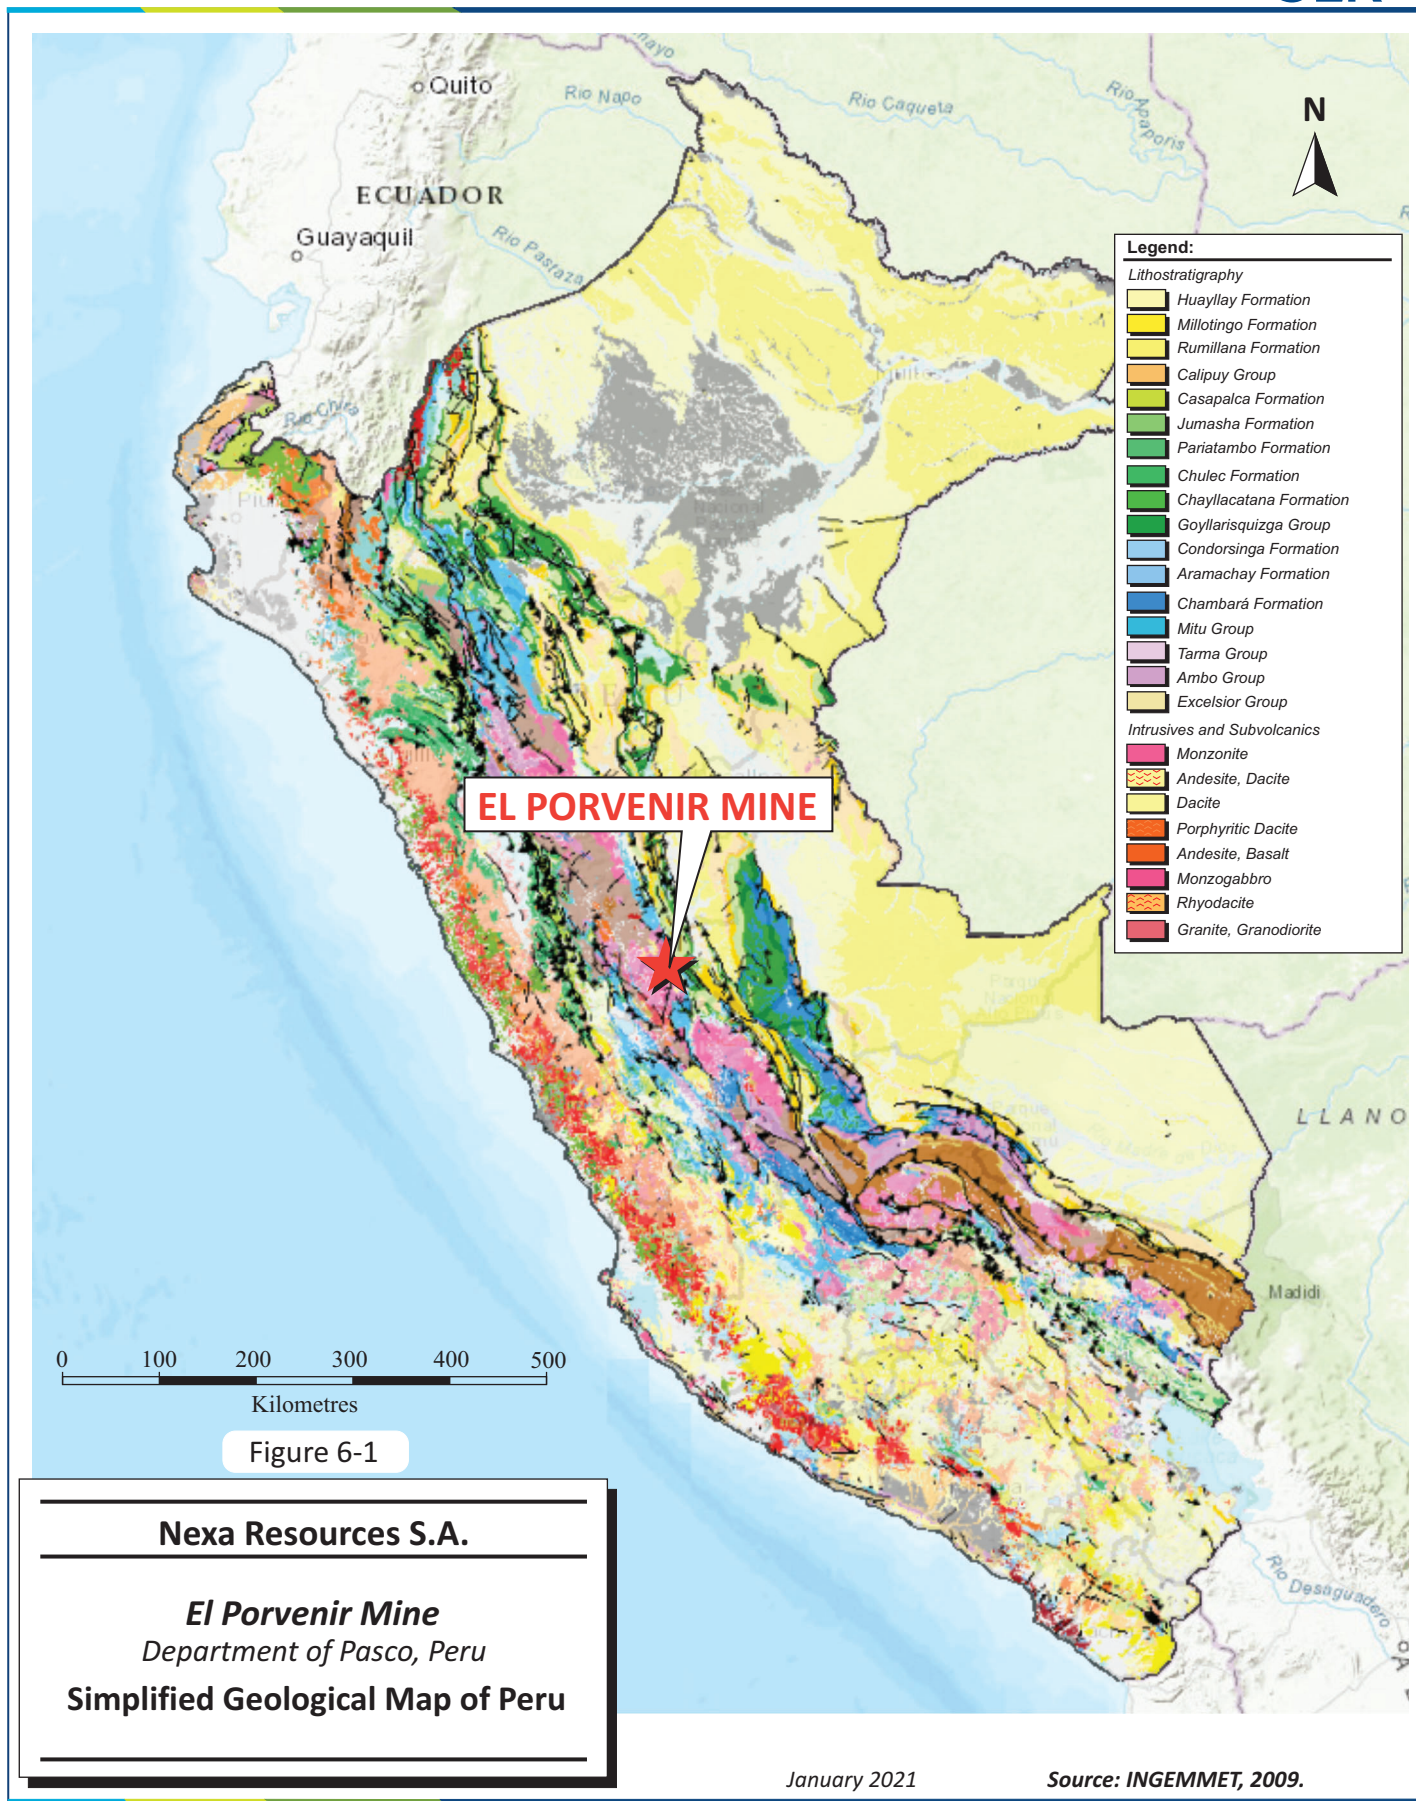 Quito
Rio Napo
Rio Caqueta
Rio Apaporis
N
ECUADOR
Guayaquil
Rio Pastaza
Rio Chira
Legend:
Lithostratigraphy
Huayllay Formation
Millotingo Formation
Rumillana Formation
Calipuy Group
Casapalca Formation
Jumasha Formation
Pariatambo Formation
Chulec Formation
Chayllacatana Formation
Goyllarisquizga Group
Condorsinga Formation
Aramachay Formation
Chambará Formation
Mitu Group
Tarma Group
Ambo Group
Excelsior Group
Intrusives and Subvolcanics
Monzonite
Andesite, Dacite
Dacite
Porphyritic Dacite
Andesite, Basalt
Monzogabbro
Rhyodacite
Granite, Granodiorite
EL PORVENIR MINE
LLANO
Madidi
0 100 200 300 400 500
Kilometres
Figure 6-1
Rio Desaguadero
Nexa Resources S.A.
El Porvenir Mine
Department of Pasco, Peru
Simplified Geological Map of Peru
January 2021
Source: INGEMMET, 2009.